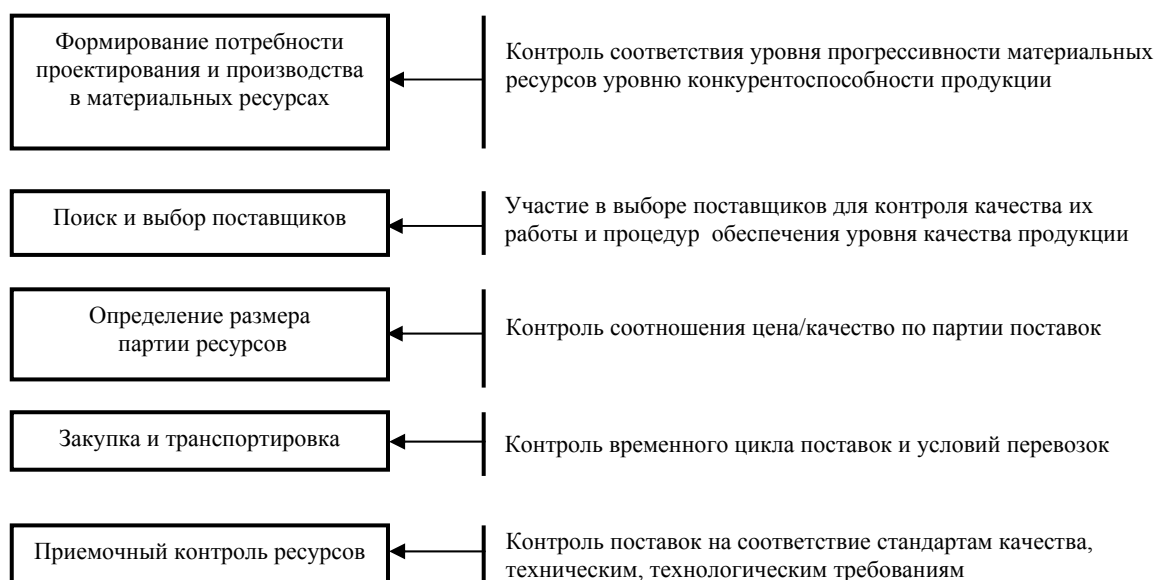 Формирование потребности
проектирования и производства
в материальных ресурсах
Контроль соответствия уровня прогрессивности материальных
ресурсов уровню конкурентоспособности продукции
Поиск и выбор поставщиков
Участие в выборе поставщиков для контроля качества их
работы и процедур обеспечения уровня качества продукции
Определение размера
партии ресурсов
Контроль соотношения цена/качество по партии поставок
Закупка и транспортировка
Контроль временного цикла поставок и условий перевозок
Приемочный контроль ресурсов
Контроль поставок на соответствие стандартам качества,
техническим, технологическим требованиям